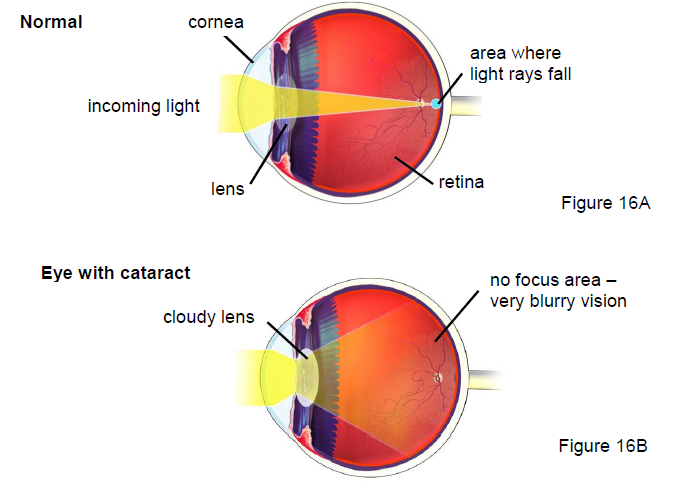 Normal
cornea
area where
light rays fall
incoming light
lens
retina
Figure 16A
Eye with cataract
no focus area –
very blurry vision
cloudy lens
Figure 16B